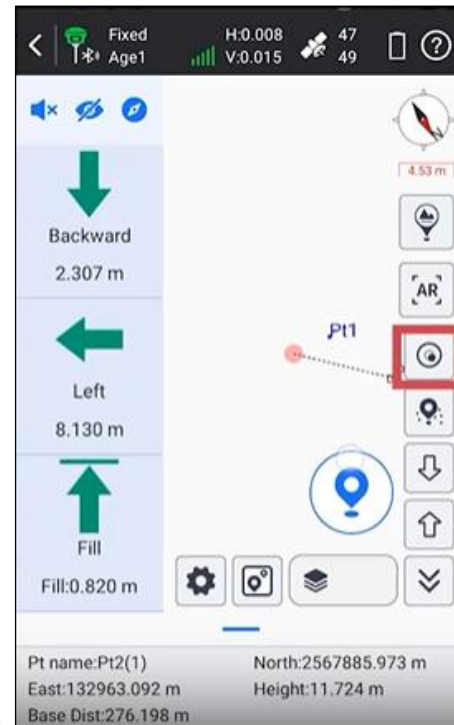 Fixed
Age1
H:0.008
V:0.015
47
49
?
Backward
2.307 m
Left
8.130 m
Fill
Fill:0.820 m
N
4.53 m
AR
Pt1
Pt name:Pt2(1)
North:2567885.973 m
East:132963.092 m
Height:11.724 m
Base Dist:276.198 m